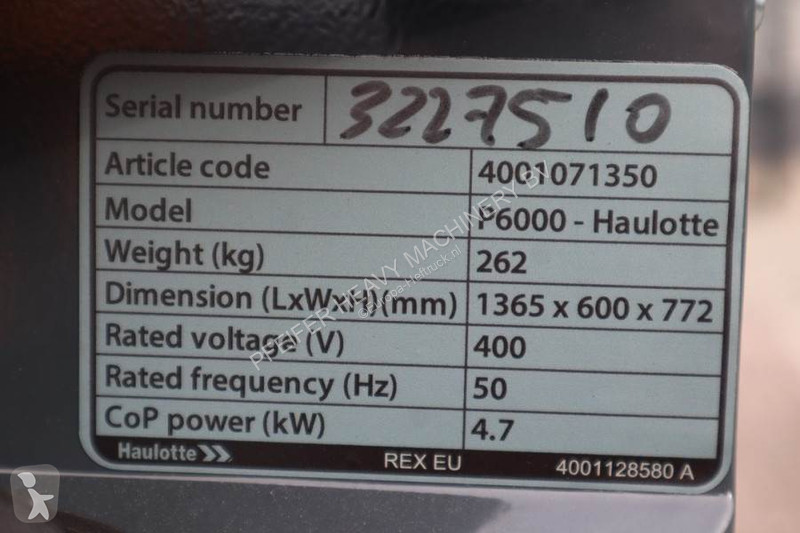 Serial number 3227510
Article code 4001071350
Model P6000 - Haulotte
Weight (kg) 262
Dimension (LxWxH)(mm) 1365 x 600 x 772
Rated voltage (V) 400
Rated frequency (Hz) 50
CoP power (kW) 4.7
Haulotte REX EU 4001128580 A
PFEIFER HEAVY MACHINERY BV